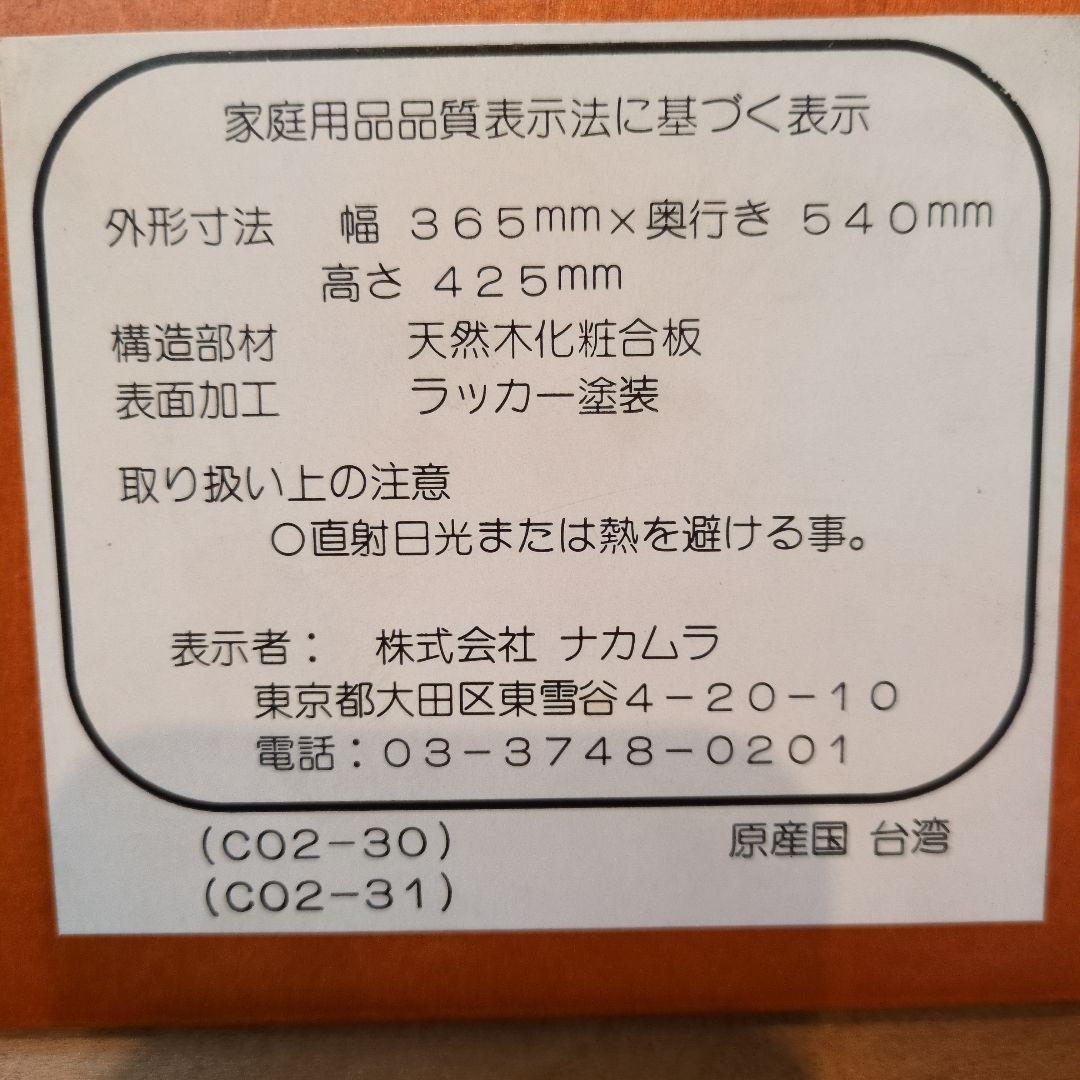 家庭用品品質表示法に基づく表示
外形寸法 幅 365mm×奥行き 540mm
高さ 425mm
構造部材 天然木化粧合板
表面加工 ラッカー塗装
取り扱い上の注意
○直射日光または熱を避ける事。
表示者： 株式会社 ナカムラ
東京都大田区東雪谷4-20-10
電話：03-3748-0201
(CO2-30) 原産国 台湾
(CO2-31)